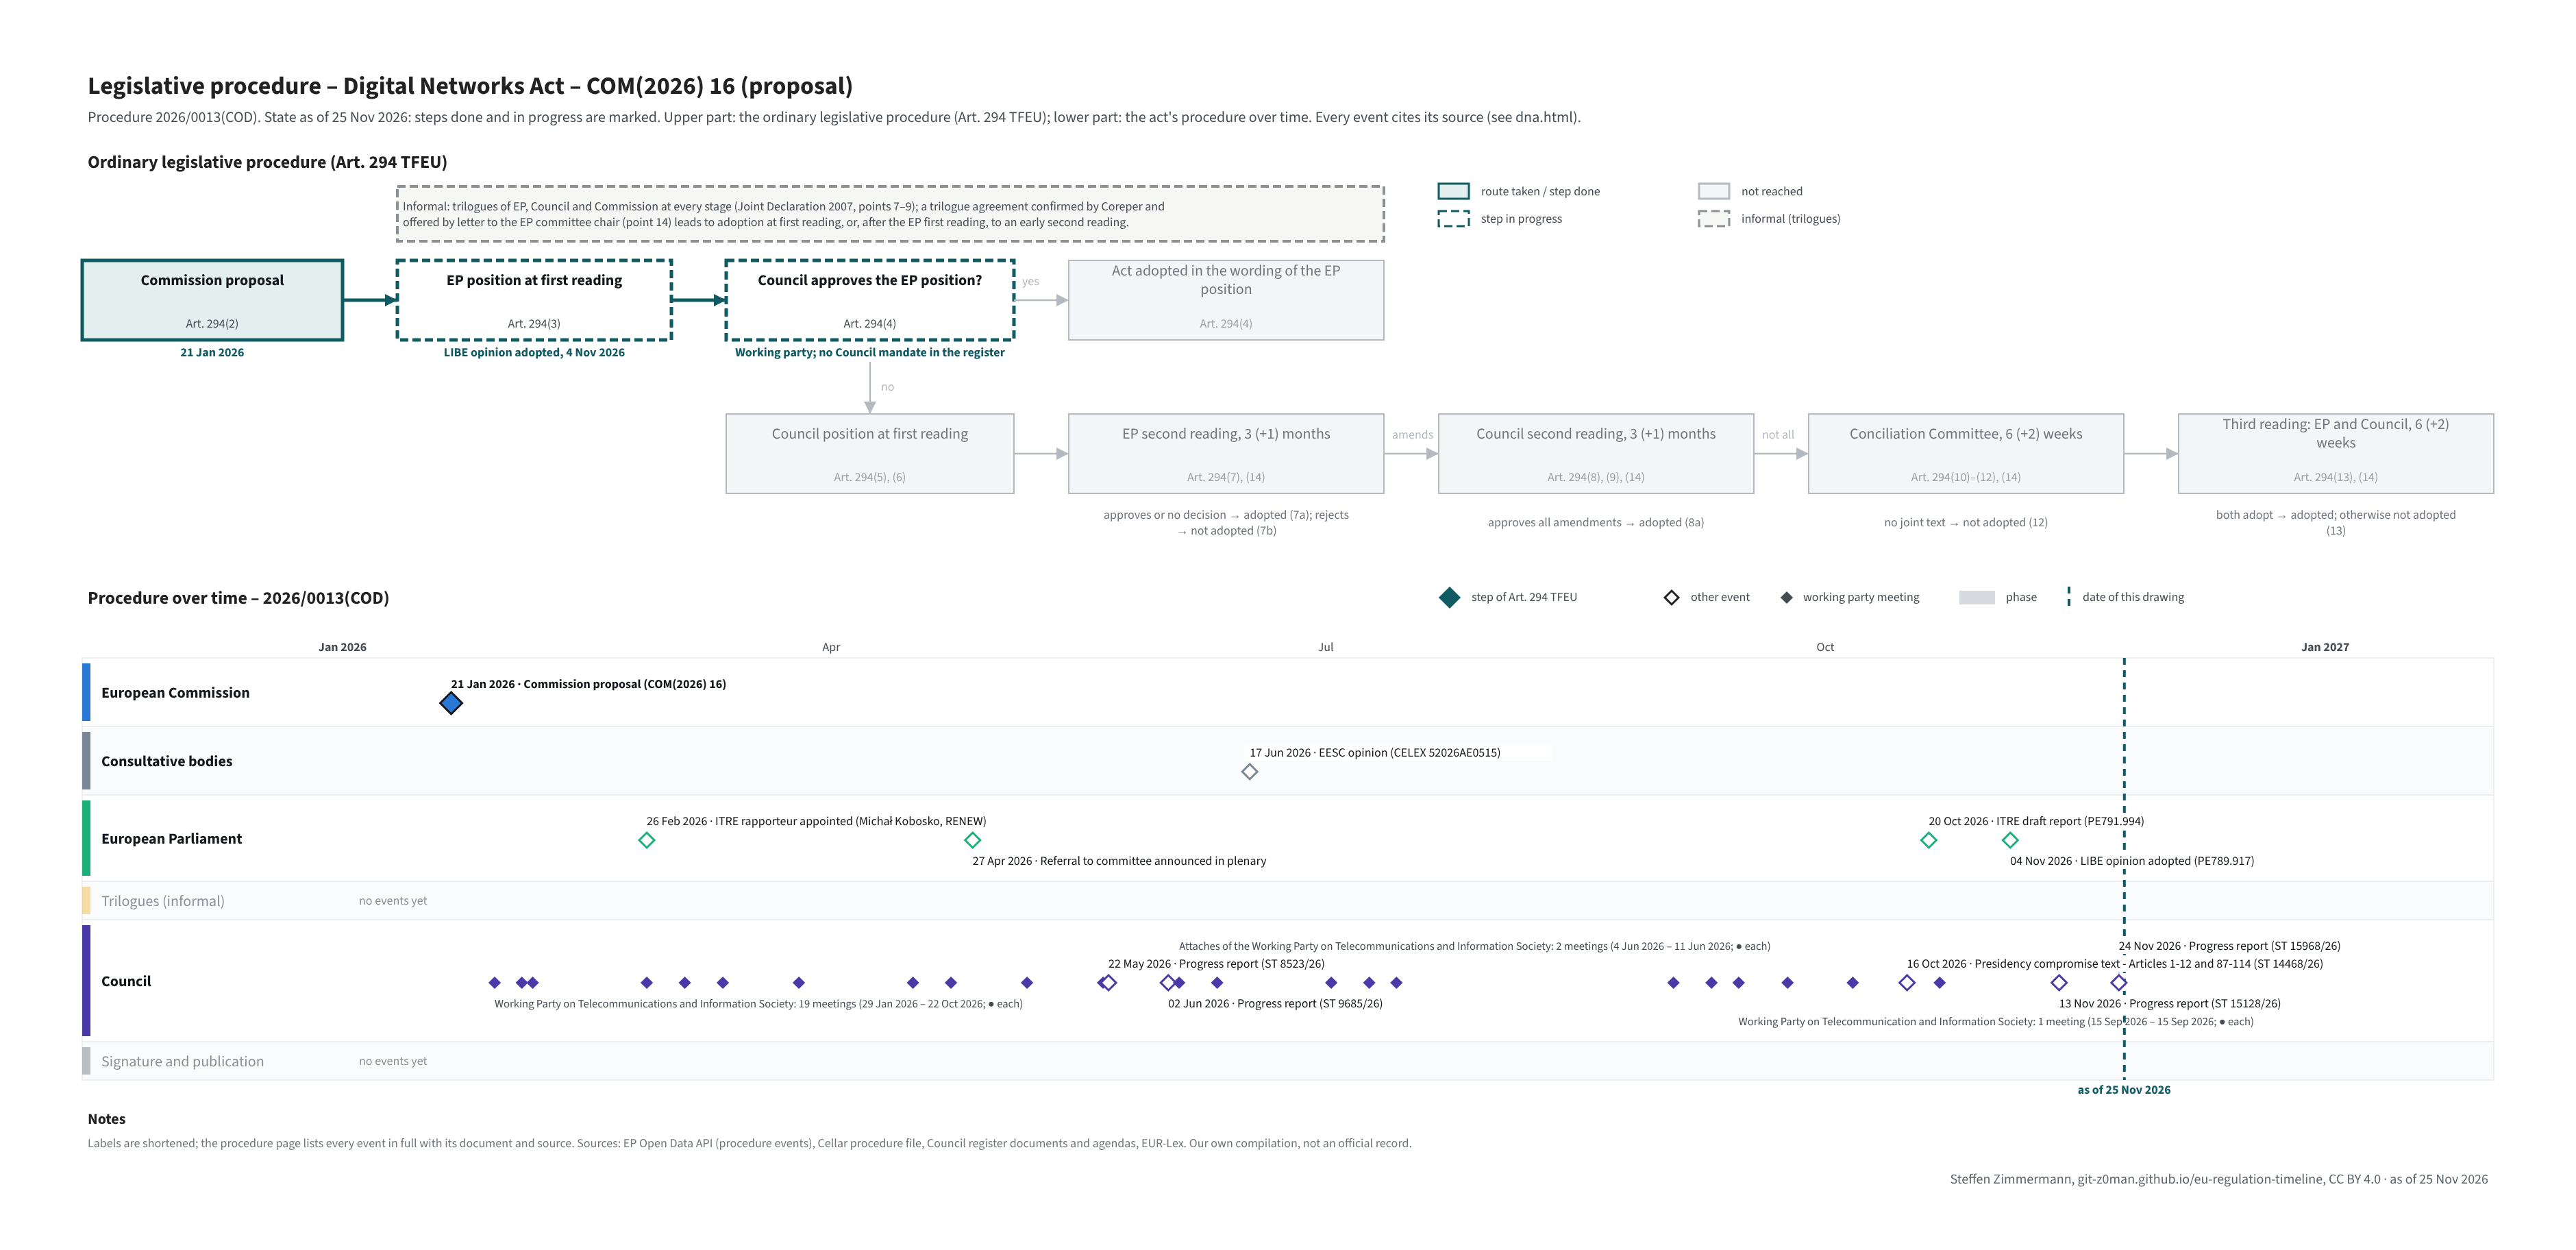 Legislative procedure – Digital Networks Act – COM(2026) 16 (proposal)
Procedure 2026/0013(COD). State as of 25 Nov 2026: steps done and in progress are marked. Upper part: the ordinary legislative procedure (Art. 294 TFEU); lower part: the act's procedure over time. Every event cites its source (see dna.html).
Ordinary legislative procedure (Art. 294 TFEU)
Informal: trilogues of EP, Council and Commission at every stage (Joint Declaration 2007, points 7–9); a trilogue agreement confirmed by Coreper and
offered by letter to the EP committee chair (point 14) leads to adoption at first reading, or, after the EP first reading, to an early second reading.
route taken / step done
not reached
step in progress
informal (trilogues)
Commission proposal
Art. 294(2)
21 Jan 2026
EP position at first reading
Art. 294(3)
LIBE opinion adopted, 4 Nov 2026
Council approves the EP position?
Art. 294(4)
Working party; no Council mandate in the register
yes
Act adopted in the wording of the EP
position
Art. 294(4)
no
Council position at first reading
Art. 294(5), (6)
EP second reading, 3 (+1) months
Art. 294(7), (14)
approves or no decision → adopted (7a); rejects
→ not adopted (7b)
amends
Council second reading, 3 (+1) months
Art. 294(8), (9), (14)
approves all amendments → adopted (8a)
not all
Conciliation Committee, 6 (+2) weeks
Art. 294(10)–(12), (14)
no joint text → not adopted (12)
Third reading: EP and Council, 6 (+2)
weeks
Art. 294(13), (14)
both adopt → adopted; otherwise not adopted
(13)
Procedure over time – 2026/0013(COD)
step of Art. 294 TFEU
other event
working party meeting
phase
date of this drawing
Jan 2026
Apr
Jul
Oct
Jan 2027
European Commission
21 Jan 2026 · Commission proposal (COM(2026) 16)
Consultative bodies
17 Jun 2026 · EESC opinion (CELEX 52026AE0515)
European Parliament
26 Feb 2026 · ITRE rapporteur appointed (Michał Kobosko, RENEW)
27 Apr 2026 · Referral to committee announced in plenary
20 Oct 2026 · ITRE draft report (PE791.994)
04 Nov 2026 · LIBE opinion adopted (PE789.917)
Trilogues (informal)
no events yet
Council
Attaches of the Working Party on Telecommunications and Information Society: 2 meetings (4 Jun 2026 – 11 Jun 2026; ● each)
24 Nov 2026 · Progress report (ST 15968/26)
22 May 2026 · Progress report (ST 8523/26)
16 Oct 2026 · Presidency compromise text - Articles 1-12 and 87-114 (ST 14468/26)
Working Party on Telecommunications and Information Society: 19 meetings (29 Jan 2026 – 22 Oct 2026; ● each)
02 Jun 2026 · Progress report (ST 9685/26)
13 Nov 2026 · Progress report (ST 15128/26)
Working Party on Telecommunication and Information Society: 1 meeting (15 Sep 2026 – 15 Sep 2026; ● each)
Signature and publication
no events yet
as of 25 Nov 2026
Notes
Labels are shortened; the procedure page lists every event in full with its document and source. Sources: EP Open Data API (procedure events), Cellar procedure file, Council register documents and agendas, EUR-Lex. Our own compilation, not an official record.
Steffen Zimmermann, git-z0man.github.io/eu-regulation-timeline, CC BY 4.0 · as of 25 Nov 2026